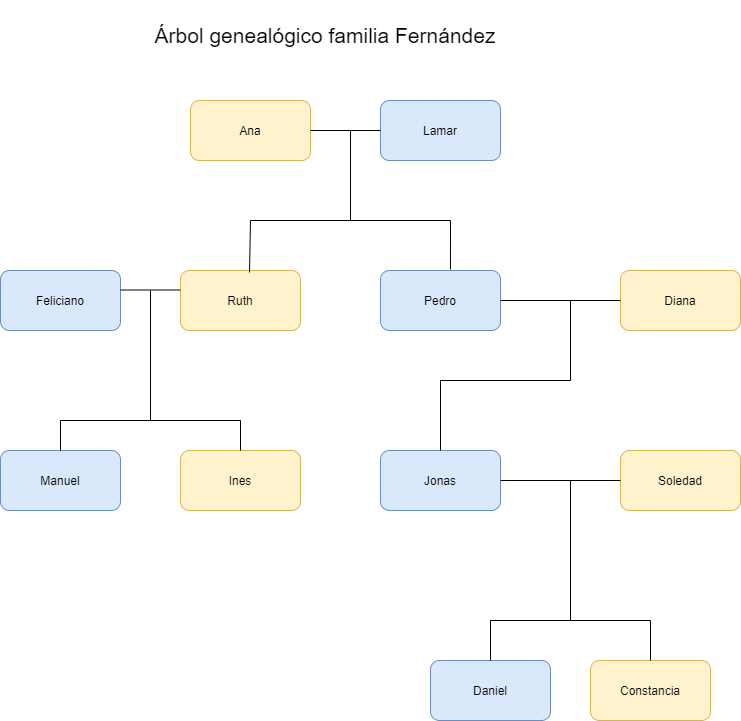 Árbol genealógico familia Fernández
Ana
Lamar
Feliciano
Ruth
Pedro
Diana
Manuel
Ines
Jonas
Soledad
Daniel
Constancia